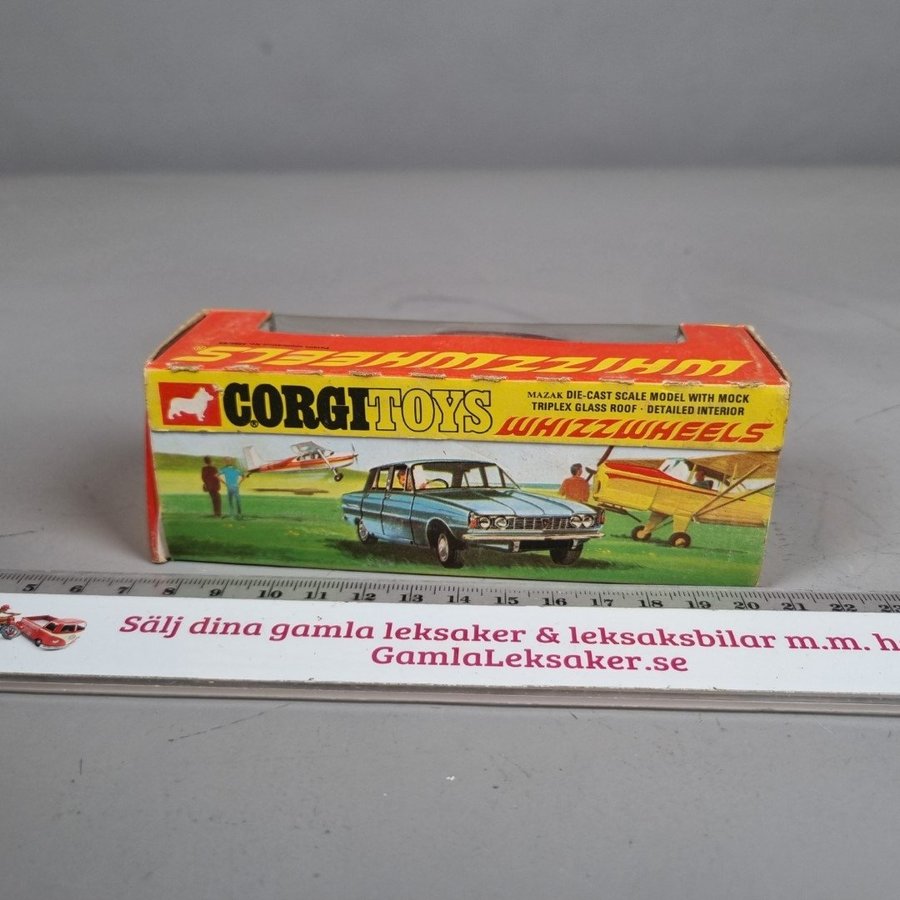 WHIZZWHEELS
CORGI TOYS
MAZAK DIE-CAST SCALE MODEL WITH MOCK
TRIPLEX GLASS ROOF · DETAILED INTERIOR
WHIZZWHEELS
5 6 7 8 9 10 11 12 13 14 15 16 17 18 19 20 21 22 23
Sälj dina gamla leksaker & leksaksbilar m.m. h
GamlaLeksaker.se